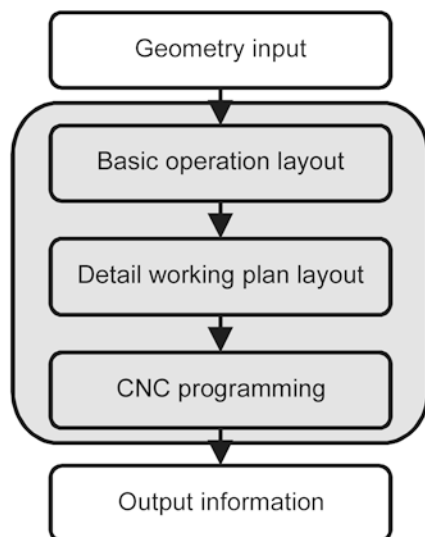 Geometry input
Basic operation layout
Detail working plan layout
CNC programming
Output information